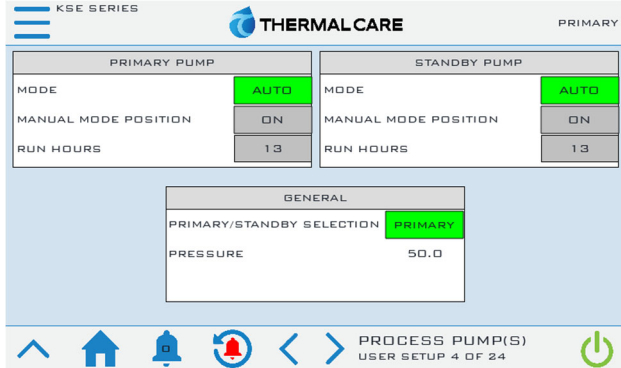 KSE SERIES
THERMALCARE
PRIMARY
PRIMARY PUMP
MODE AUTO
MANUAL MODE POSITION ON
RUN HOURS 13
STANDBY PUMP
MODE AUTO
MANUAL MODE POSITION ON
RUN HOURS 13
GENERAL
PRIMARY/STANDBY SELECTION PRIMARY
PRESSURE 50.0
0
PROCESS PUMP(S)
USER SETUP 4 OF 24